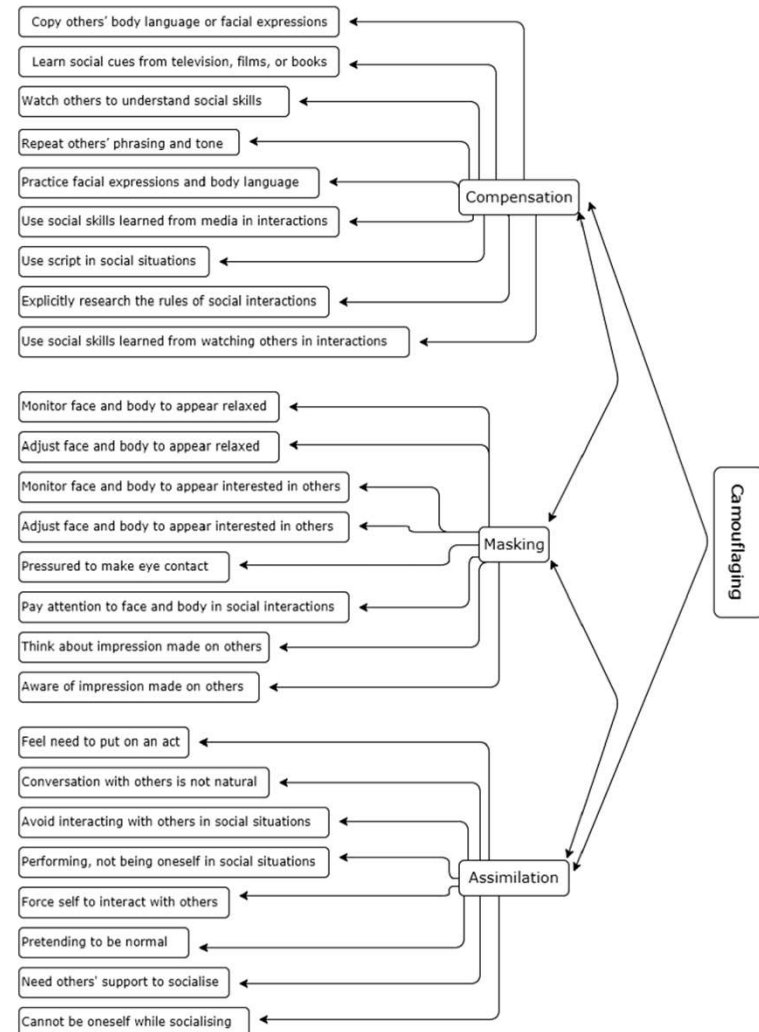 Copy others' body language or facial expressions
Learn social cues from television, films, or books
Watch others to understand social skills
Repeat others' phrasing and tone
Practice facial expressions and body language
Use social skills learned from media in interactions
Use script in social situations
Explicitly research the rules of social interactions
Use social skills learned from watching others in interactions
Compensation
Monitor face and body to appear relaxed
Adjust face and body to appear relaxed
Monitor face and body to appear interested in others
Adjust face and body to appear interested in others
Pressured to make eye contact
Pay attention to face and body in social interactions
Think about impression made on others
Aware of impression made on others
Masking
Feel need to put on an act
Conversation with others is not natural
Avoid interacting with others in social situations
Performing, not being oneself in social situations
Force self to interact with others
Pretending to be normal
Need others' support to socialise
Cannot be oneself while socialising
Assimilation
Camouflaging